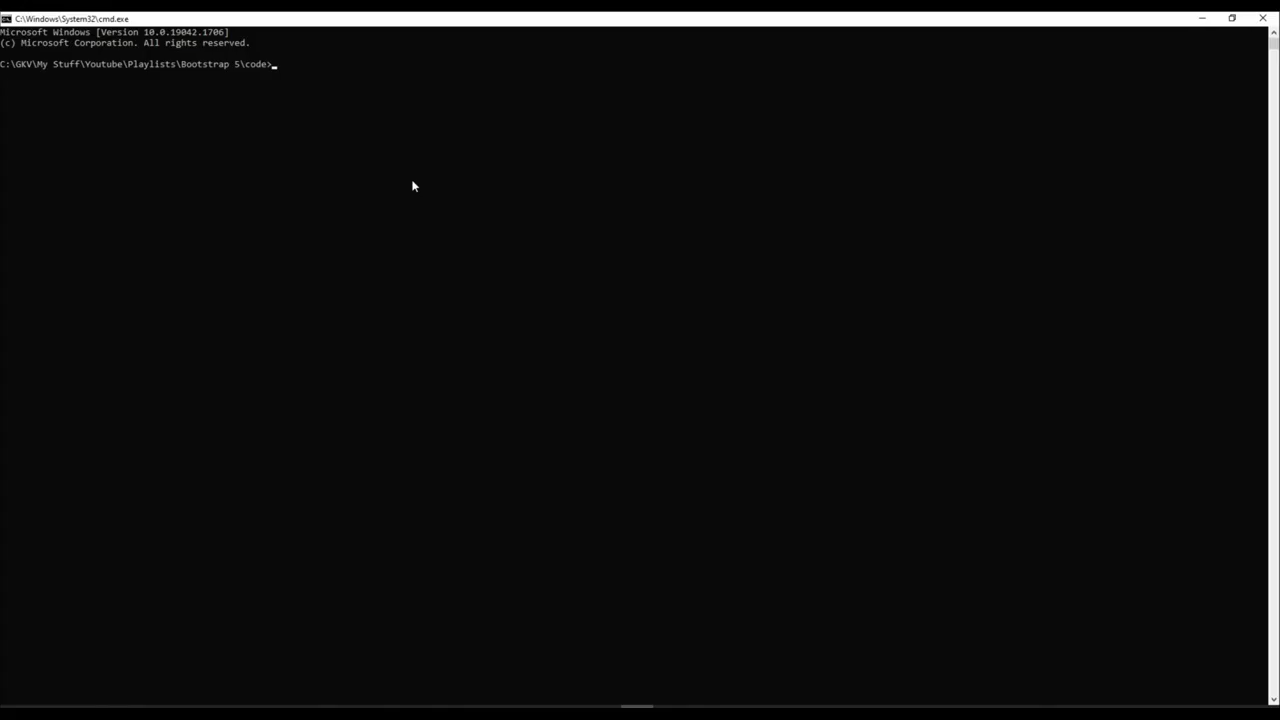 C:\Windows\System32\cmd.exe
Microsoft Windows [Version 10.0.19042.1706]
(c) Microsoft Corporation. All rights reserved.
C:\GKV\My Stuff\Youtube\Playlists\Bootstrap 5\code>